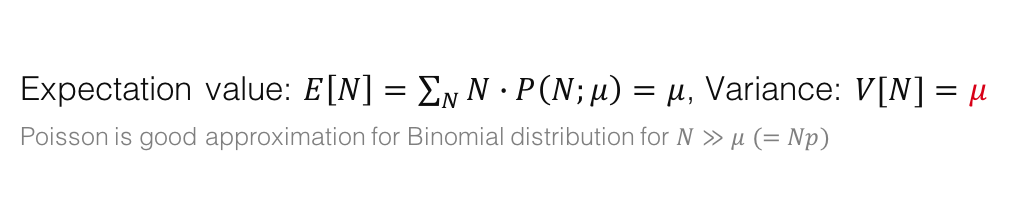 Expectation value: E[N] = ∑_N N · P(N; μ) = μ, Variance: V[N] = μ
Poisson is good approximation for Binomial distribution for N ≫ μ (= Np)